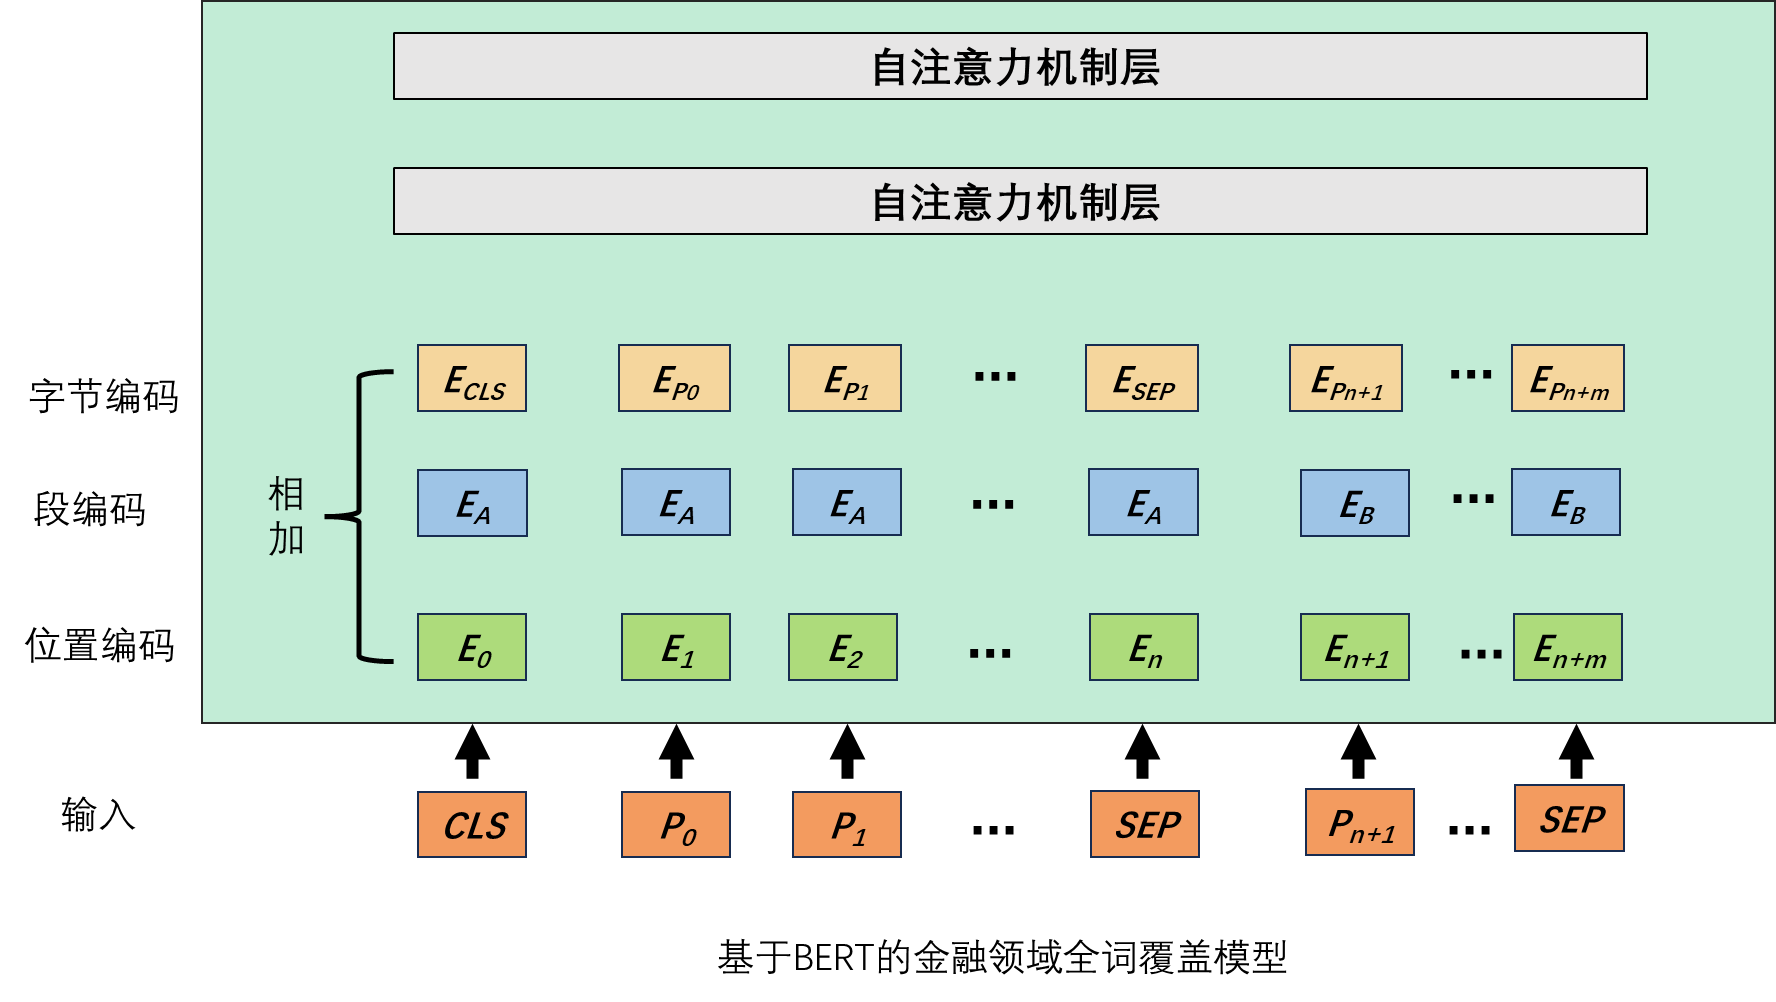 自注意力机制层
自注意力机制层
字节编码 E_CLS E_P0 E_P1 ... E_SEP E_Pn+1 ... E_Pn+m
段编码 E_A E_A E_A ... E_A E_B ... E_B
相
加
位置编码 E_0 E_1 E_2 ... E_n E_n+1 ... E_n+m
输入 CLS P_0 P_1 ... SEP P_n+1 ... SEP
基于BERT的金融领域全词覆盖模型